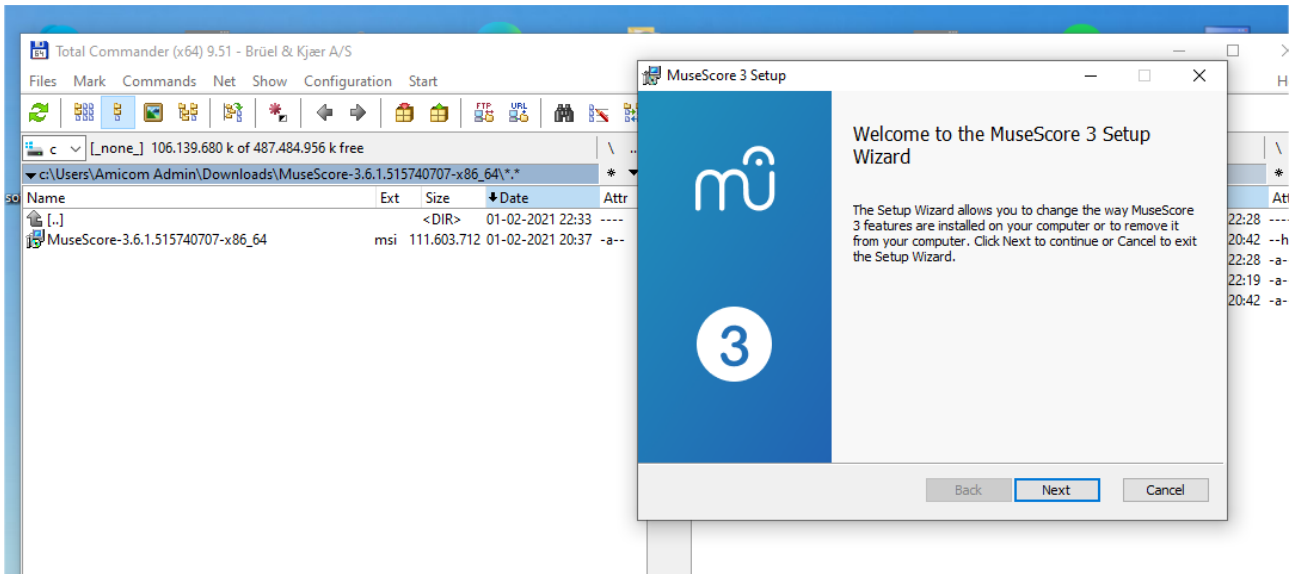 Total Commander (x64) 9.51 - Brüel & Kjær A/S
Files Mark Commands Net Show Configuration Start
H
FTP URL
c [_none_] 106.139.680 k of 487.484.956 k free \ ..
\
c:\Users\Amicom Admin\Downloads\MuseScore-3.6.1.515740707-x86_64\*.* *
*
Name Ext Size Date Attr
[..] <DIR> 01-02-2021 22:33 ----
MuseScore-3.6.1.515740707-x86_64 msi 111.603.712 01-02-2021 20:37 -a--
MuseScore 3 Setup
mu
3
Welcome to the MuseScore 3 Setup
Wizard
The Setup Wizard allows you to change the way MuseScore
3 features are installed on your computer or to remove it
from your computer. Click Next to continue or Cancel to exit
the Setup Wizard.
Back Next Cancel
Att
22:28 ---
20:42 --h
22:28 -a-
22:19 -a-
20:42 -a-